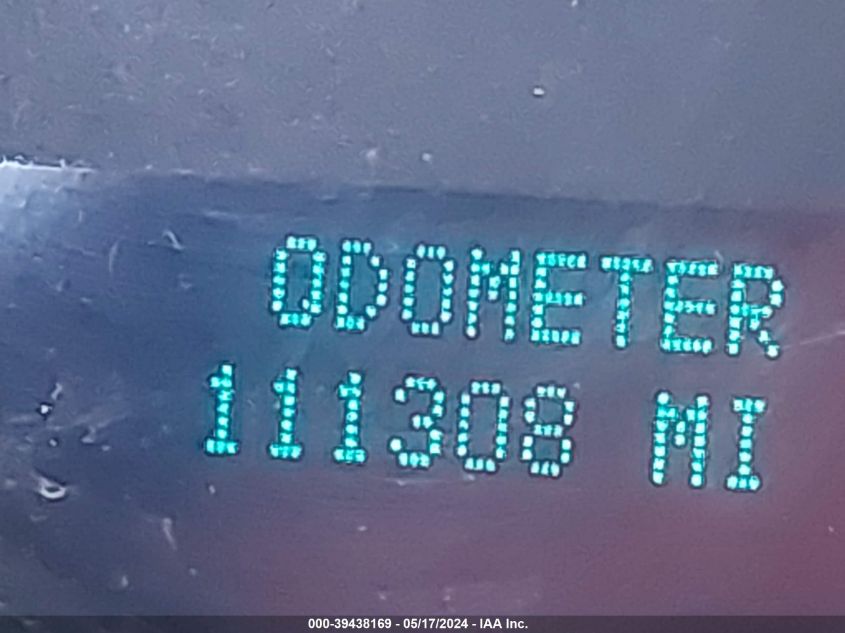 ODOMETER
111308 MI
000-39438169 - 05/17/2024 - IAA Inc.